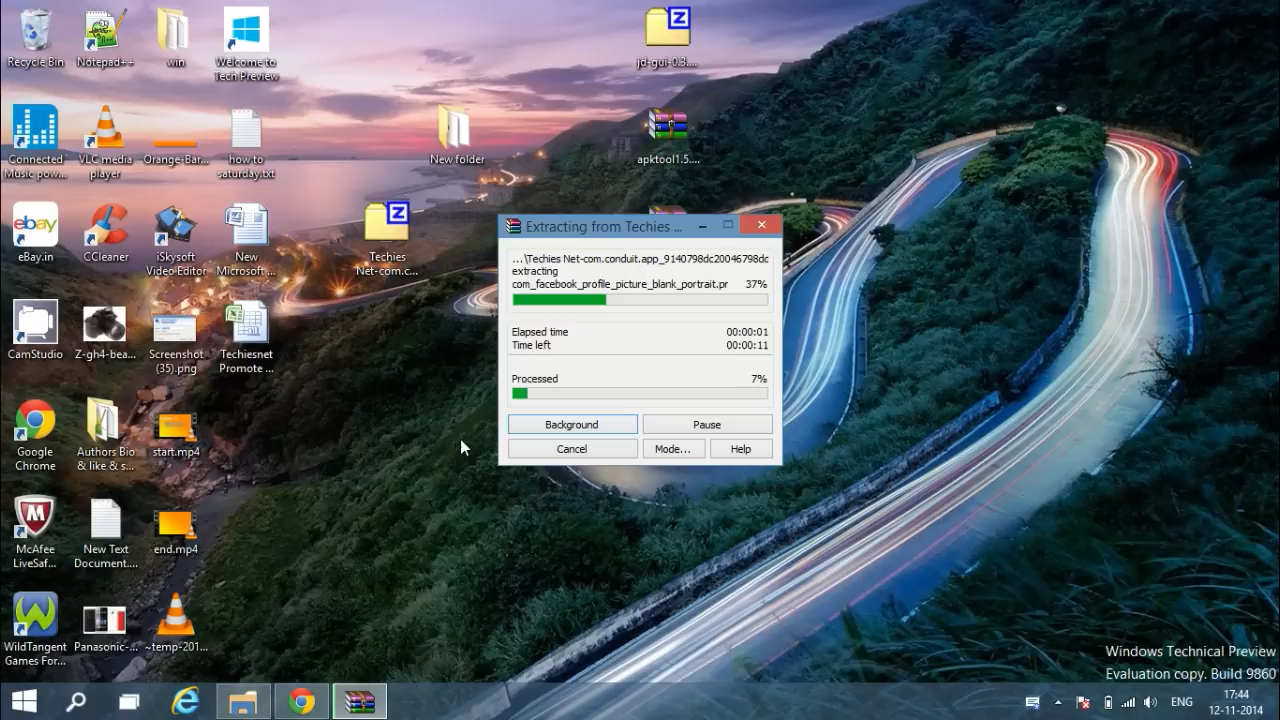 Recycle Bin
Notepad++
win
Welcome to
Tech Preview
jd-gui-0.3....
Connected
Music pow...
VLC media
player
Orange-Bar...
how to
saturday.txt
New folder
apktool1.5....
ebay
eBay.in
CCleaner
iSkysoft
Video Editor
New
Microsoft ...
Techies
Net-com.c...
CamStudio
Z-gh4-bea...
Screenshot
(35).png
Techiesnet
Promote ...
Google
Chrome
Authors Bio
& like & s...
start.mp4
McAfee
LiveSaf...
New Text
Document....
end.mp4
WildTangent
Games For...
Panasonic-...
~temp-201...
Extracting from Techies ...
...\Techies Net-com.conduit.app_9140798dc20046798dc
extracting
com_facebook_profile_picture_blank_portrait.pr 37%
Elapsed time 00:00:01
Time left 00:00:11
Processed 7%
Background Pause
Cancel Mode... Help
Windows Technical Preview
Evaluation copy. Build 9860
ENG
17:44
12-11-2014